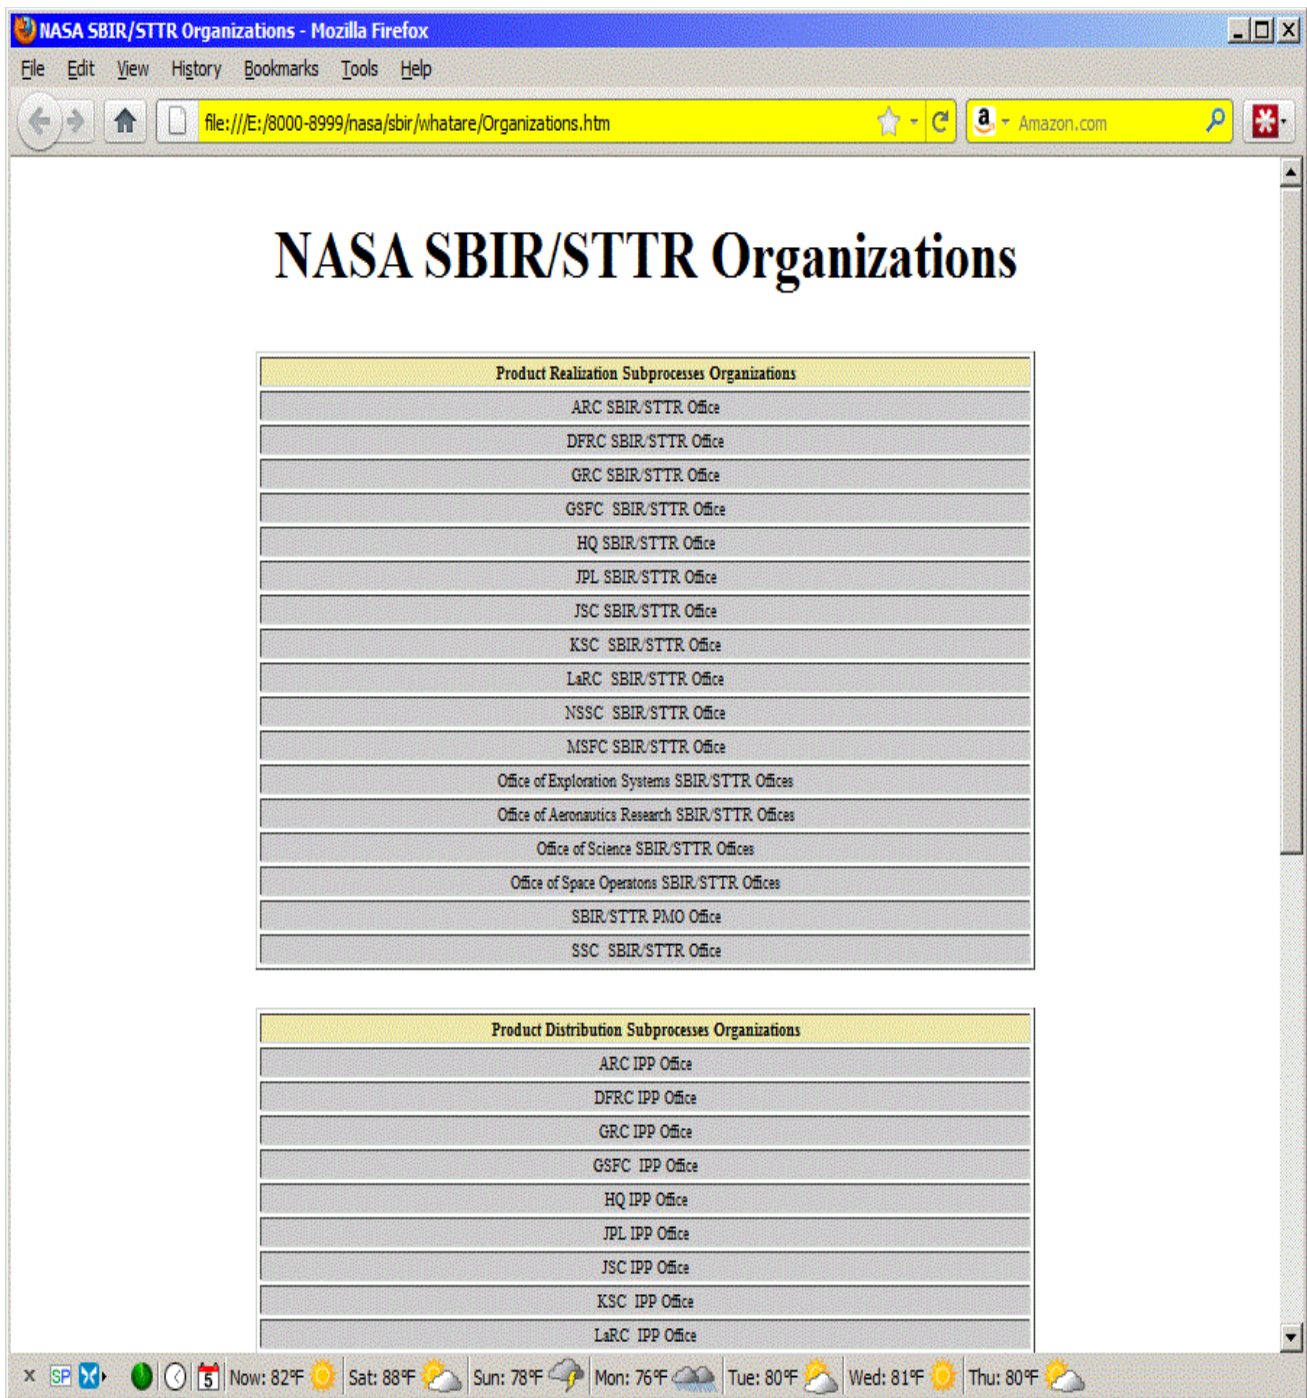 NASA SBIR/STTR Organizations - Mozilla Firefox
File Edit View History Bookmarks Tools Help
file:///E:/8000-8999/nasa/sbir/whatare/Organizations.htm
a Amazon.com
NASA SBIR/STTR Organizations
Product Realization Subprocesses Organizations
ARC SBIR/STTR Office
DFRC SBIR/STTR Office
GRC SBIR/STTR Office
GSFC SBIR/STTR Office
HQ SBIR/STTR Office
JPL SBIR/STTR Office
JSC SBIR/STTR Office
KSC SBIR/STTR Office
LaRC SBIR/STTR Office
NSSC SBIR/STTR Office
MSFC SBIR/STTR Office
Office of Exploration Systems SBIR/STTR Offices
Office of Aeronautics Research SBIR/STTR Offices
Office of Science SBIR/STTR Offices
Office of Space Operatons SBIR/STTR Offices
SBIR/STTR PMO Office
SSC SBIR/STTR Office
Product Distribution Subprocesses Organizations
ARC IPP Office
DFRC IPP Office
GRC IPP Office
GSFC IPP Office
HQ IPP Office
JPL IPP Office
JSC IPP Office
KSC IPP Office
LaRC IPP Office
x SP 5 Now: 82°F Sat: 88°F Sun: 78°F Mon: 76°F Tue: 80°F Wed: 81°F Thu: 80°F